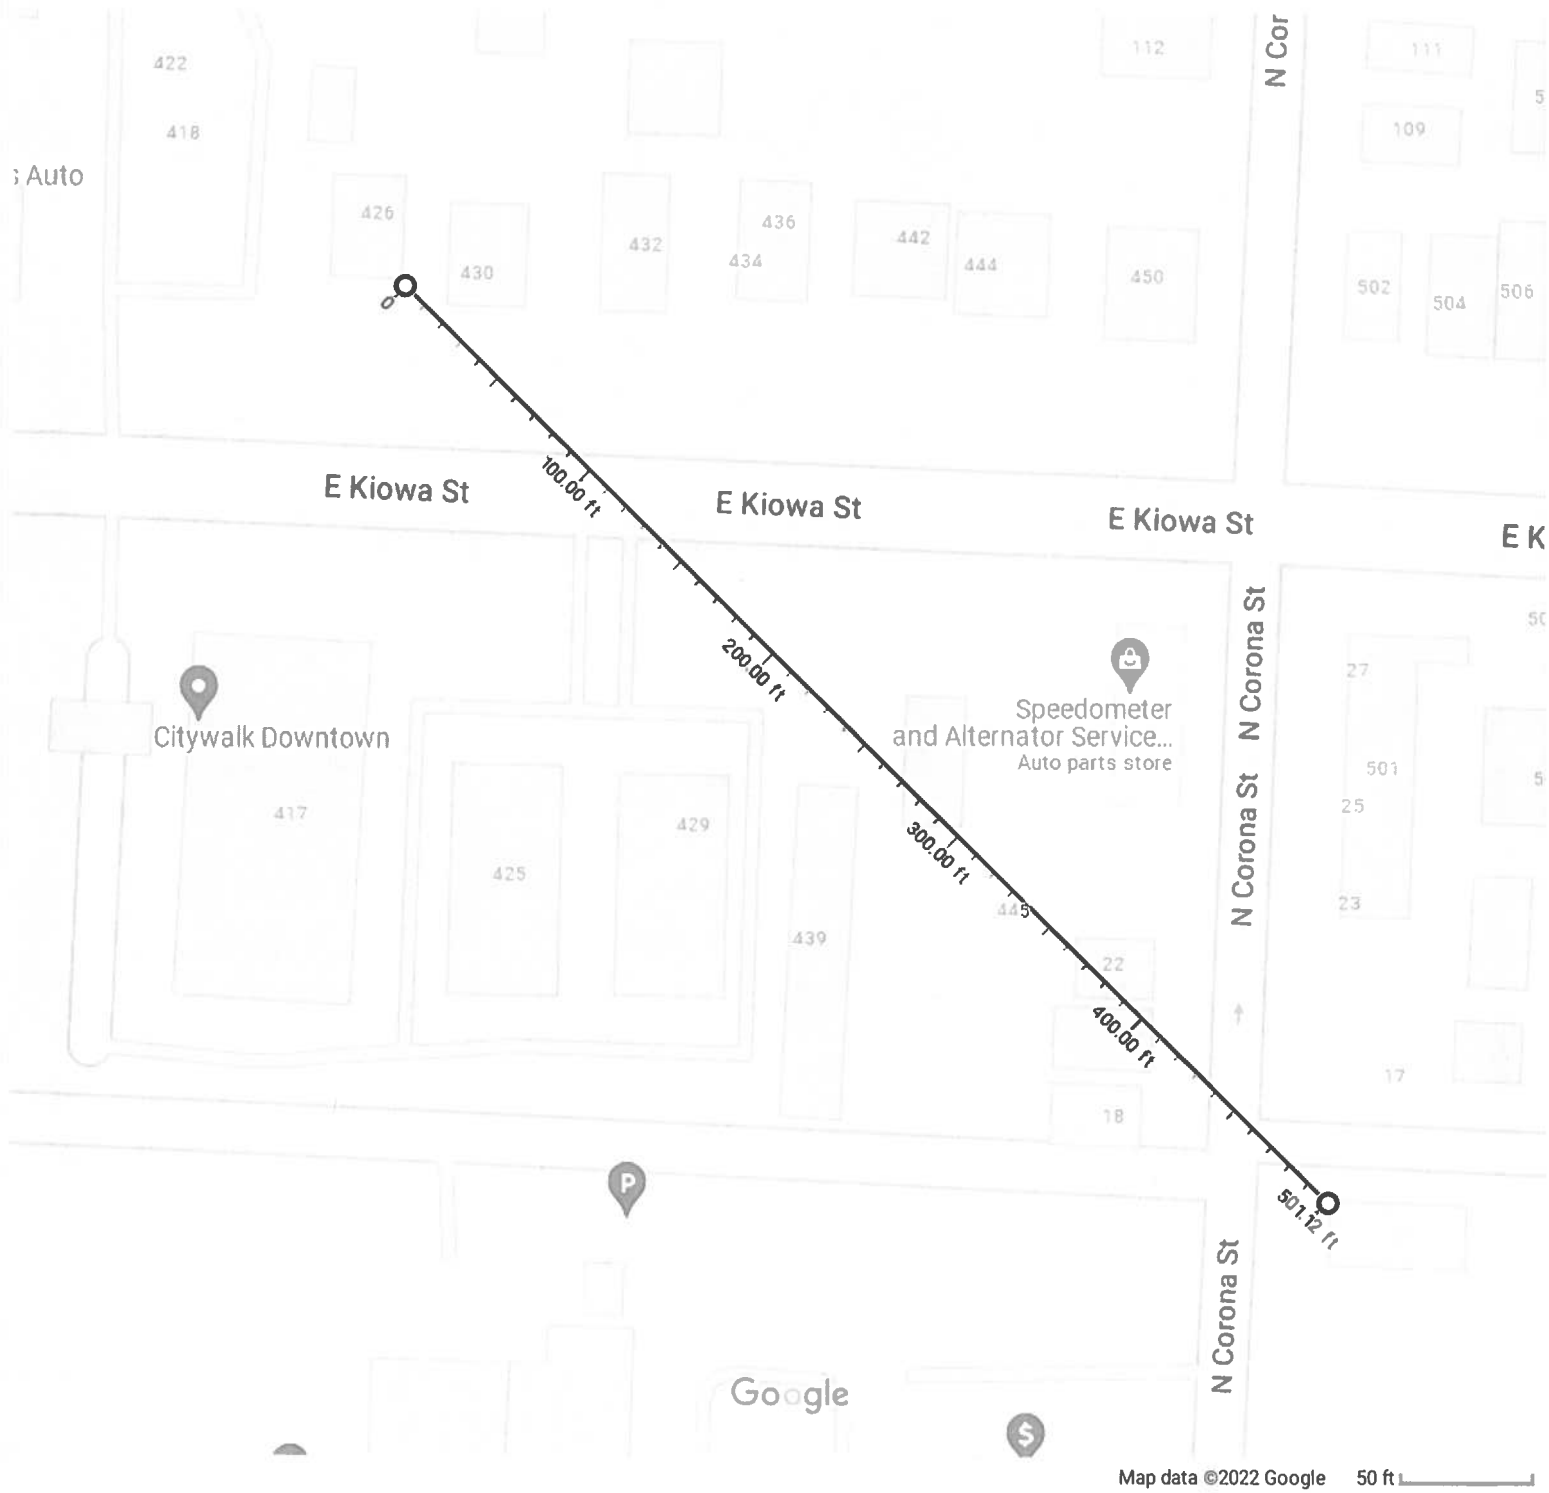 N Cor
112
111
422
109
418
s Auto
426
436
432
442
434
444
430
450
502
504
506
0
100.00 ft
E Kiowa St
E Kiowa St
E Kiowa St
E K
N Corona St
200.00 ft
27
Speedometer
and Alternator Service...
Auto parts store
Citywalk Downtown
501
N Corona St
25
417
429
300.00 ft
425
445
23
439
22
400.00 ft
17
18
P
501.12 ft
N Corona St
Google
$
Map data ©2022 Google 50 ft